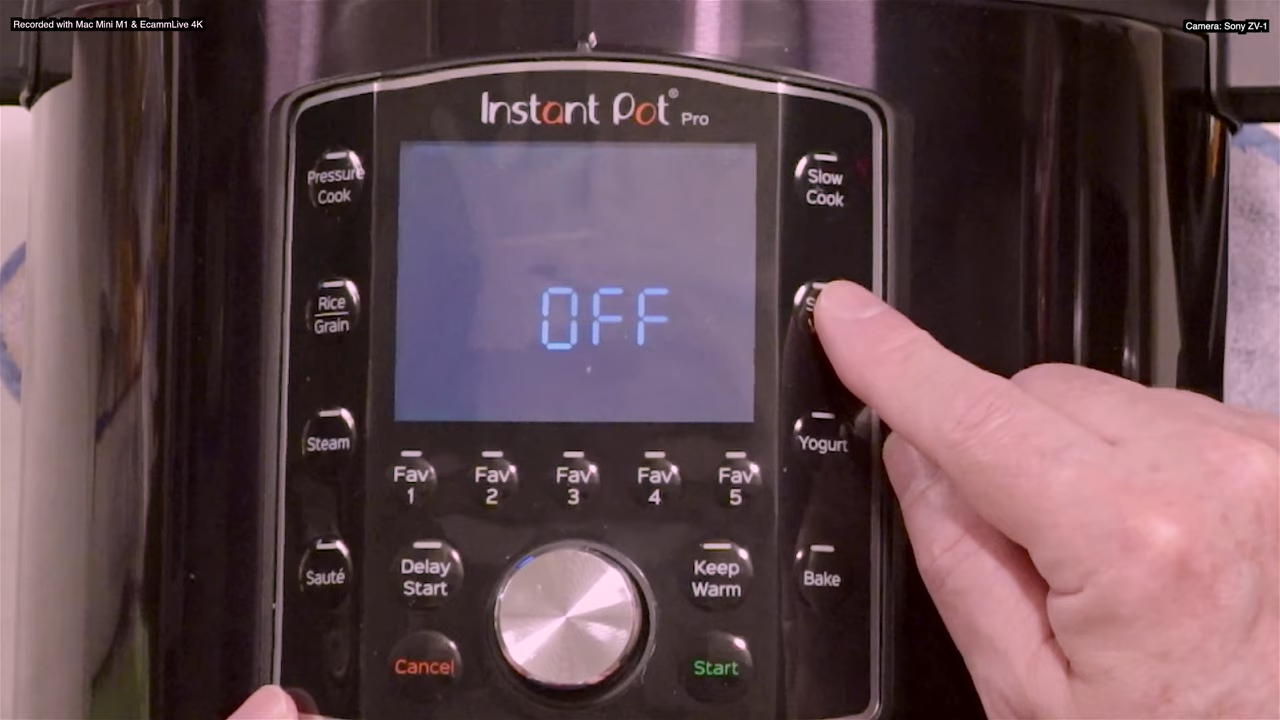 Recorded with Mac Mini M1 & EcammLive 4K
Camera: Sony ZV-1
Instant Pot® Pro
Pressure
Cook
Slow
Cook
OFF
Rice
Grain
Steam
Yogurt
Fav
1
Fav
2
Fav
3
Fav
4
Fav
5
Sauté
Delay
Start
Keep
Warm
Bake
Cancel
Start